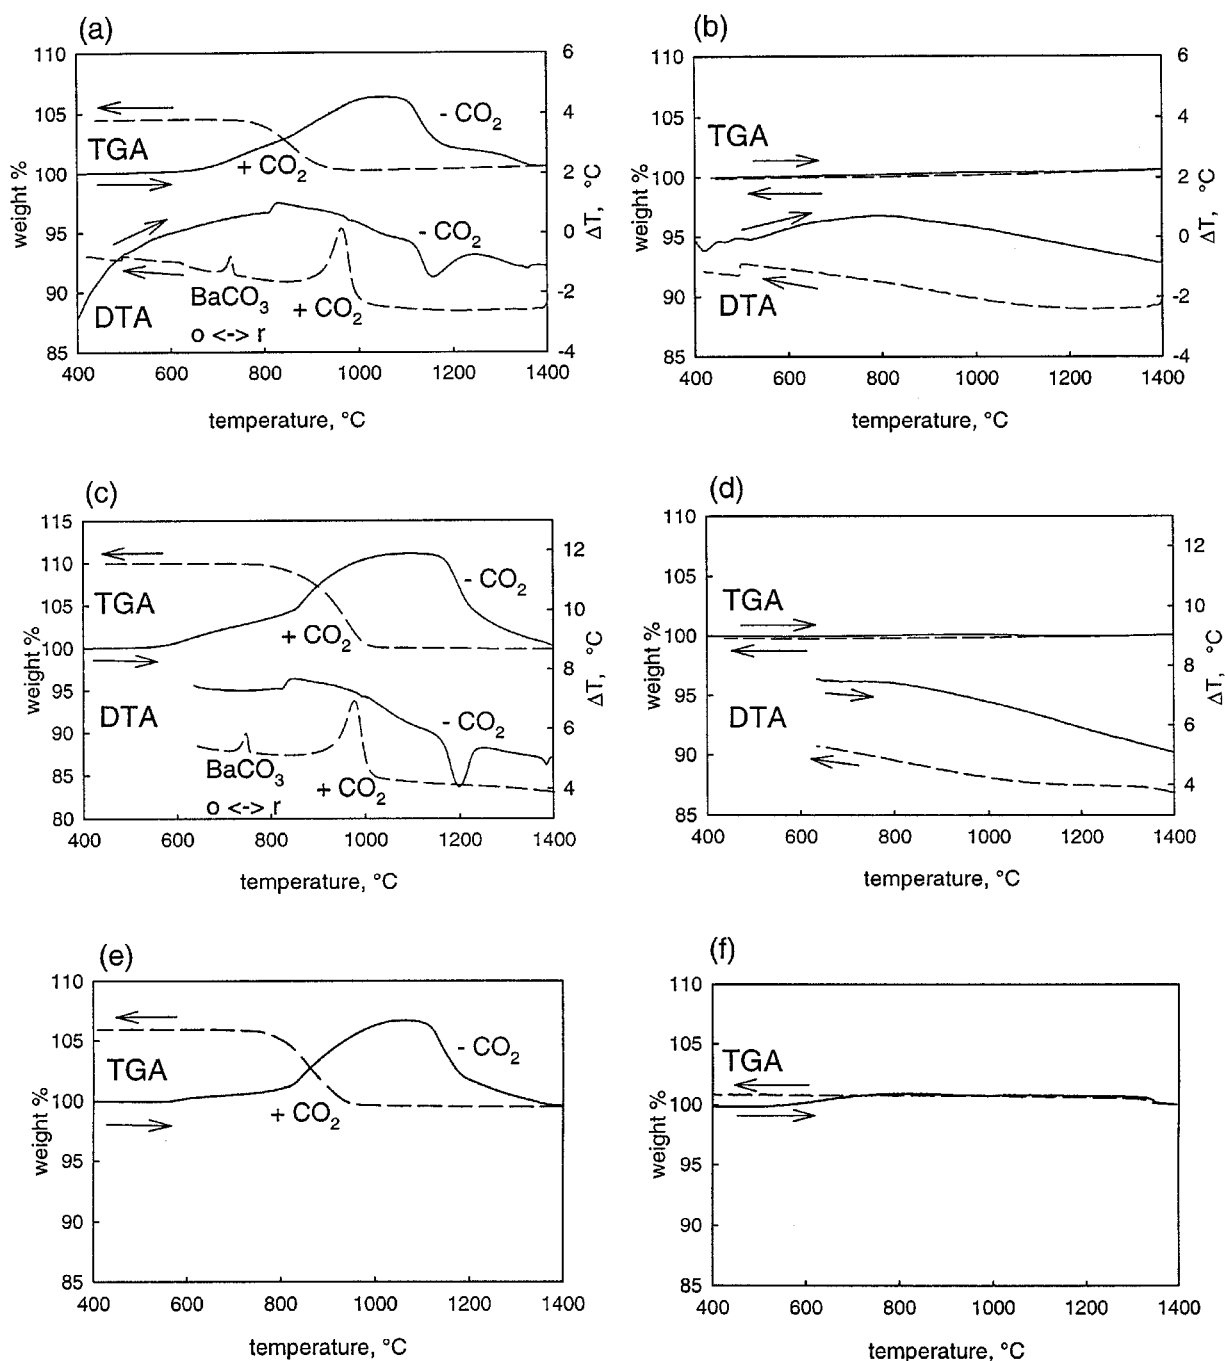 (a)
110
105
100
95
90
85
weight %
6
4
2
0
-2
-4
ΔT, °C
TGA
- CO2
+ CO2
- CO2
BaCO3
+ CO2
o <-> r
DTA
400 600 800 1000 1200 1400
temperature, °C
(b)
110
105
100
95
90
85
weight %
6
4
2
0
-2
-4
ΔT, °C
TGA
DTA
400 600 800 1000 1200 1400
temperature, °C
(c)
115
110
105
100
95
90
85
80
weight %
12
10
8
6
4
ΔT, °C
TGA
- CO2
+ CO2
DTA
- CO2
BaCO3
+ CO2
o <-> r
400 600 800 1000 1200 1400
temperature, °C
(d)
110
105
100
95
90
85
weight %
12
10
8
6
4
ΔT, °C
TGA
DTA
400 600 800 1000 1200 1400
temperature, °C
(e)
110
105
100
95
90
85
weight %
TGA
- CO2
+ CO2
400 600 800 1000 1200 1400
temperature, °C
(f)
110
105
100
95
90
85
weight %
TGA
400 600 800 1000 1200 1400
temperature, °C